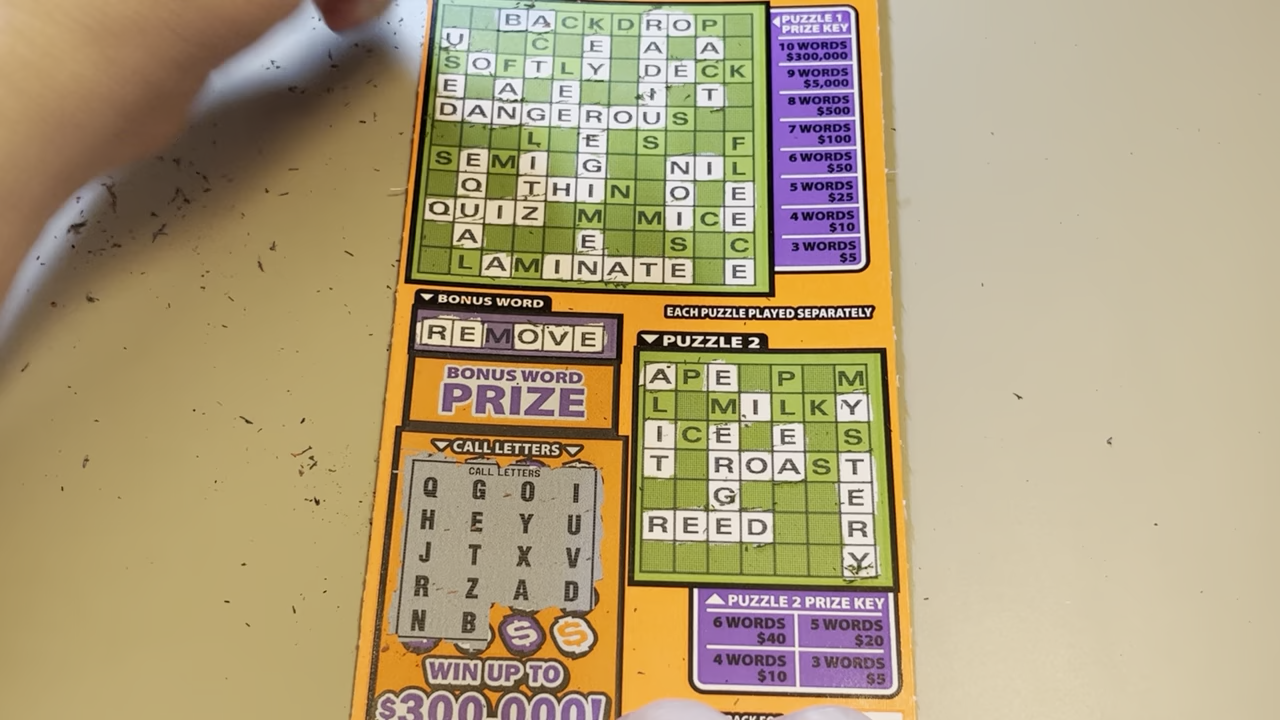 BACKDROP
U C E A A
SOFTLY DECK
E A E I T
DANGEROUS
L E S F
SEMI G NIL
Q THIN O E
QUIZ M MICE
A E S C
LAMINATE E
PUZZLE 1
PRIZE KEY
10 WORDS
$300,000
9 WORDS
$5,000
8 WORDS
$500
7 WORDS
$100
6 WORDS
$50
5 WORDS
$25
4 WORDS
$10
3 WORDS
$5
BONUS WORD
EACH PUZZLE PLAYED SEPARATELY
REMOVE
BONUS WORD
PRIZE
PUZZLE 2
APE P M
L MILKY
ICE E S
T ROAST
G E
REED R
Y
CALL LETTERS
CALL LETTERS
Q G O I
H E Y U
J T X V
R Z A D
N B
$ $
PUZZLE 2 PRIZE KEY
6 WORDS
$40
5 WORDS
$20
4 WORDS
$10
3 WORDS
$5
WIN UP TO
$300,000!